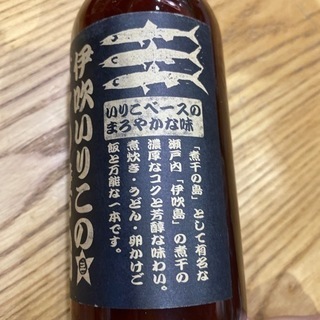 伊吹いりこの
いりこベースの
まろやかな味
「煮干の島」として有名な
瀬戸内「伊吹島」の煮干の
濃厚なコクと芳醇な味わい。
煮炊き・うどん・卵かけご
飯と万能な一本です。